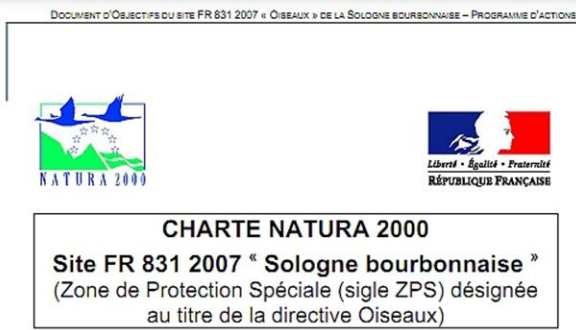 DOCUMENT D'OBJECTIFS DU SITE FR 831 2007 « OISEAUX » DE LA SOLOGNE BOURBONNAISE – PROGRAMME D'ACTIONS
NATURA 2000
Liberté • Égalité • Fraternité
RÉPUBLIQUE FRANÇAISE
CHARTE NATURA 2000
Site FR 831 2007 “ Sologne bourbonnaise ”
(Zone de Protection Spéciale (sigle ZPS) désignée
au titre de la directive Oiseaux)